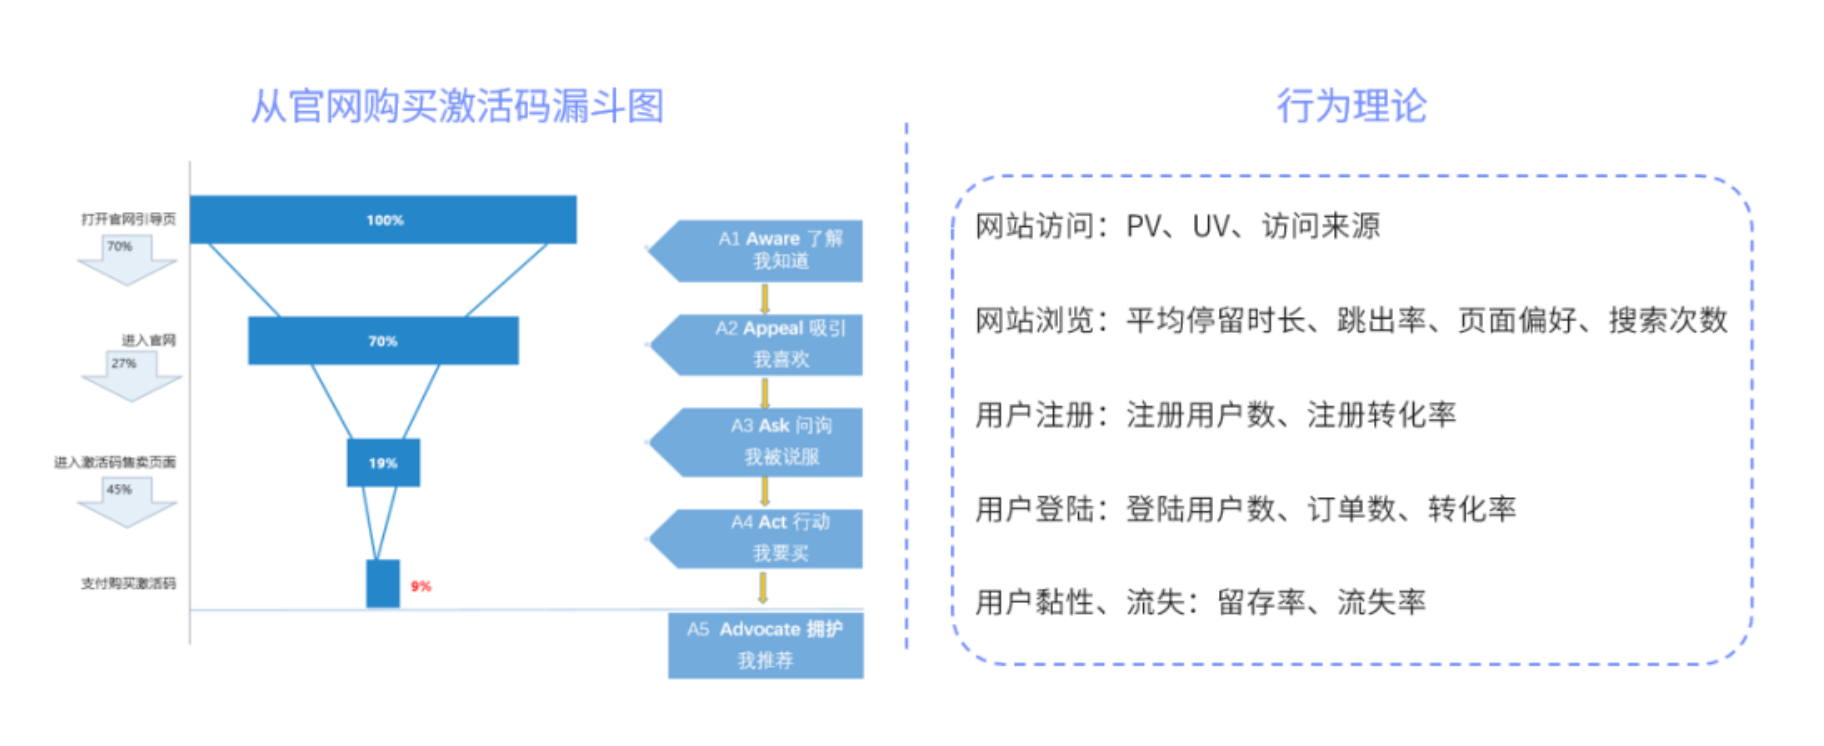 从官网购买激活码漏斗图
打开官网引导页
70%
进入官网
27%
进入激活码售卖页面
45%
支付购买激活码
100%
70%
19%
9%
A1 Aware 了解
我知道
A2 Appeal 吸引
我喜欢
A3 Ask 问询
我被说服
A4 Act 行动
我要买
A5 Advocate 拥护
我推荐
行为理论
网站访问：PV、UV、访问来源
网站浏览：平均停留时长、跳出率、页面偏好、搜索次数
用户注册：注册用户数、注册转化率
用户登陆：登陆用户数、订单数、转化率
用户黏性、流失：留存率、流失率